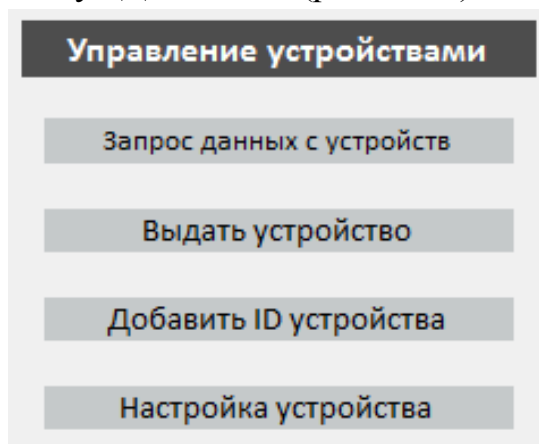 Управление устройствами
Запрос данных с устройств
Выдать устройство
Добавить ID устройства
Настройка устройства